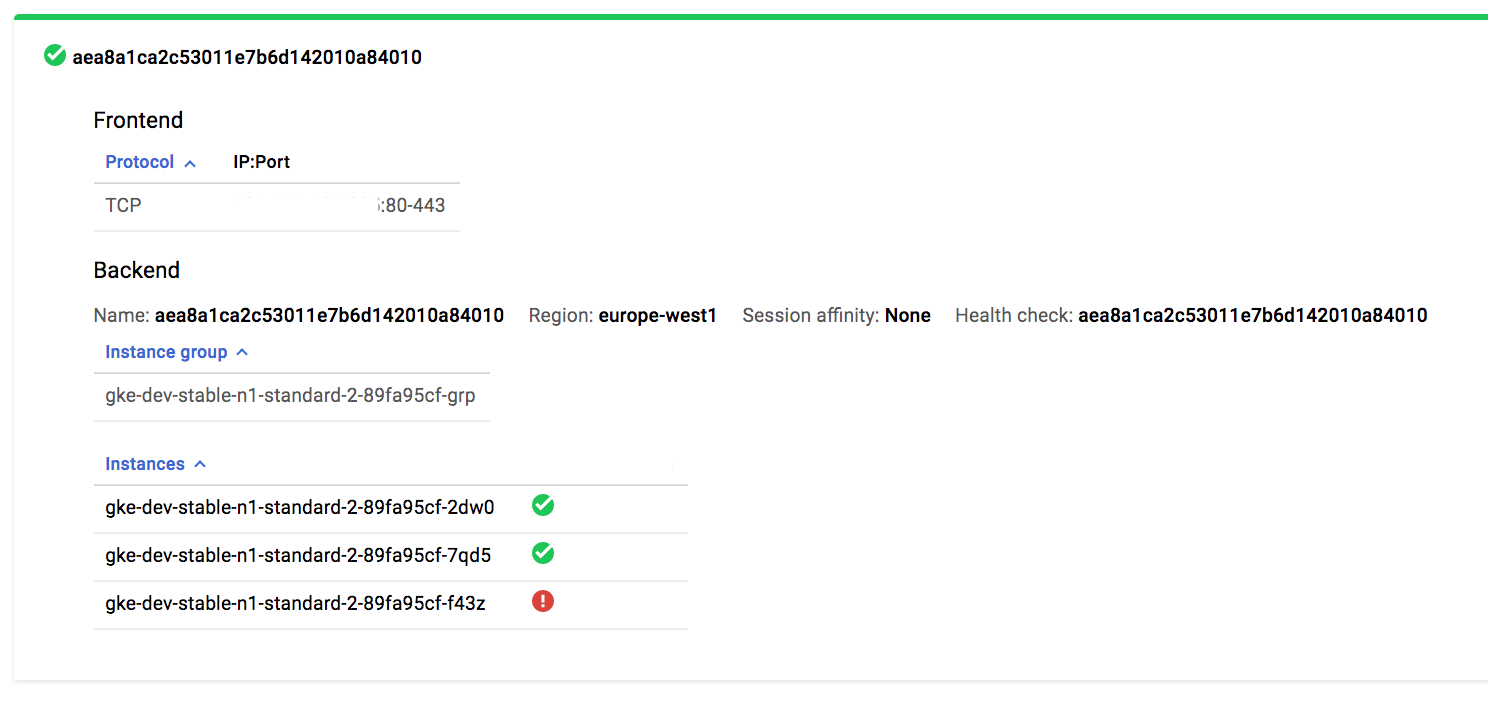 aea8a1ca2c53011e7b6d142010a84010
Frontend
Protocol IP:Port
TCP :80-443
Backend
Name: aea8a1ca2c53011e7b6d142010a84010 Region: europe-west1 Session affinity: None Health check: aea8a1ca2c53011e7b6d142010a84010
Instance group
gke-dev-stable-n1-standard-2-89fa95cf-grp
Instances
gke-dev-stable-n1-standard-2-89fa95cf-2dw0
gke-dev-stable-n1-standard-2-89fa95cf-7qd5
gke-dev-stable-n1-standard-2-89fa95cf-f43z